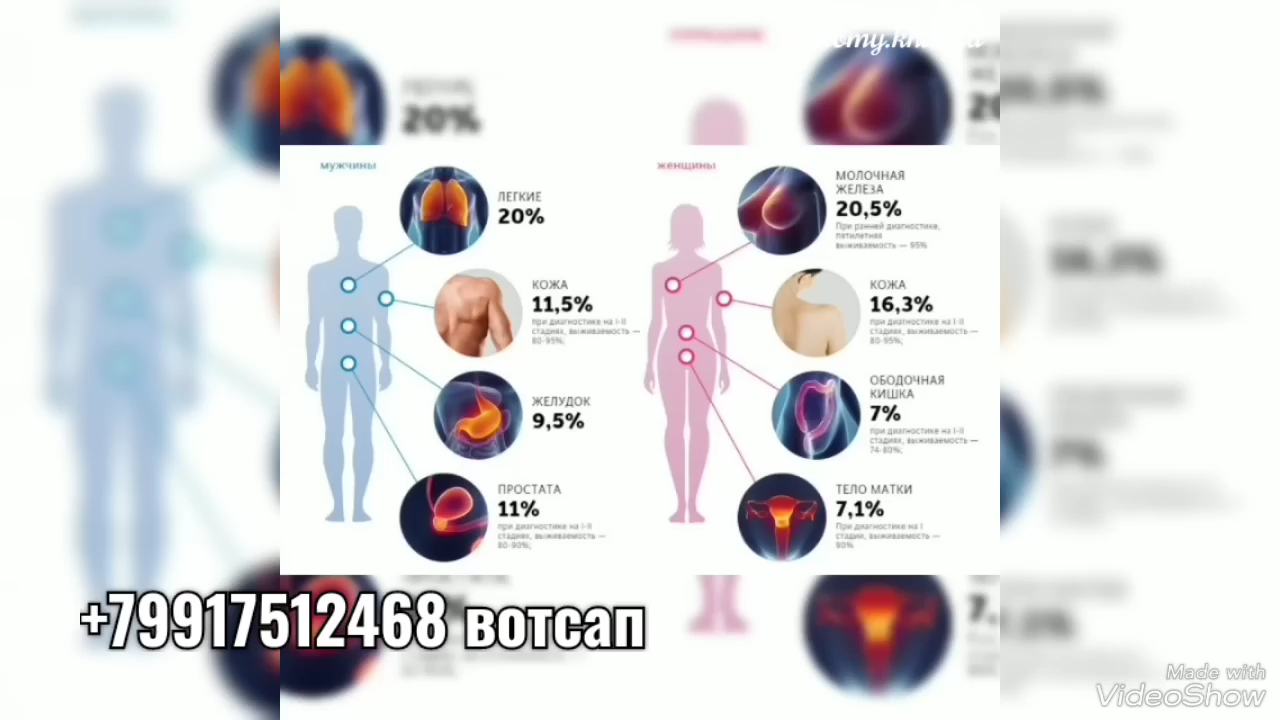 мужчины
ЛЕГКИЕ
20%
КОЖА
11,5%
при диагностике на I-II
стадиях, выживаемость —
80-95%;
ЖЕЛУДОК
9,5%
ПРОСТАТА
11%
при диагностике на I-II
стадиях, выживаемость —
80-90%;
женщины
МОЛОЧНАЯ
ЖЕЛЕЗА
20,5%
При ранней диагностике,
пятилетняя
выживаемость — 95%
КОЖА
16,3%
при диагностике на I-II
стадиях, выживаемость —
80-95%;
ОБОДОЧНАЯ
КИШКА
7%
при диагностике на I-II
стадиях, выживаемость —
74-80%;
ТЕЛО МАТКИ
7,1%
При диагностике на I
стадии, выживаемость —
90%
20%
+79917512468 вотсап
Made with
VideoShow